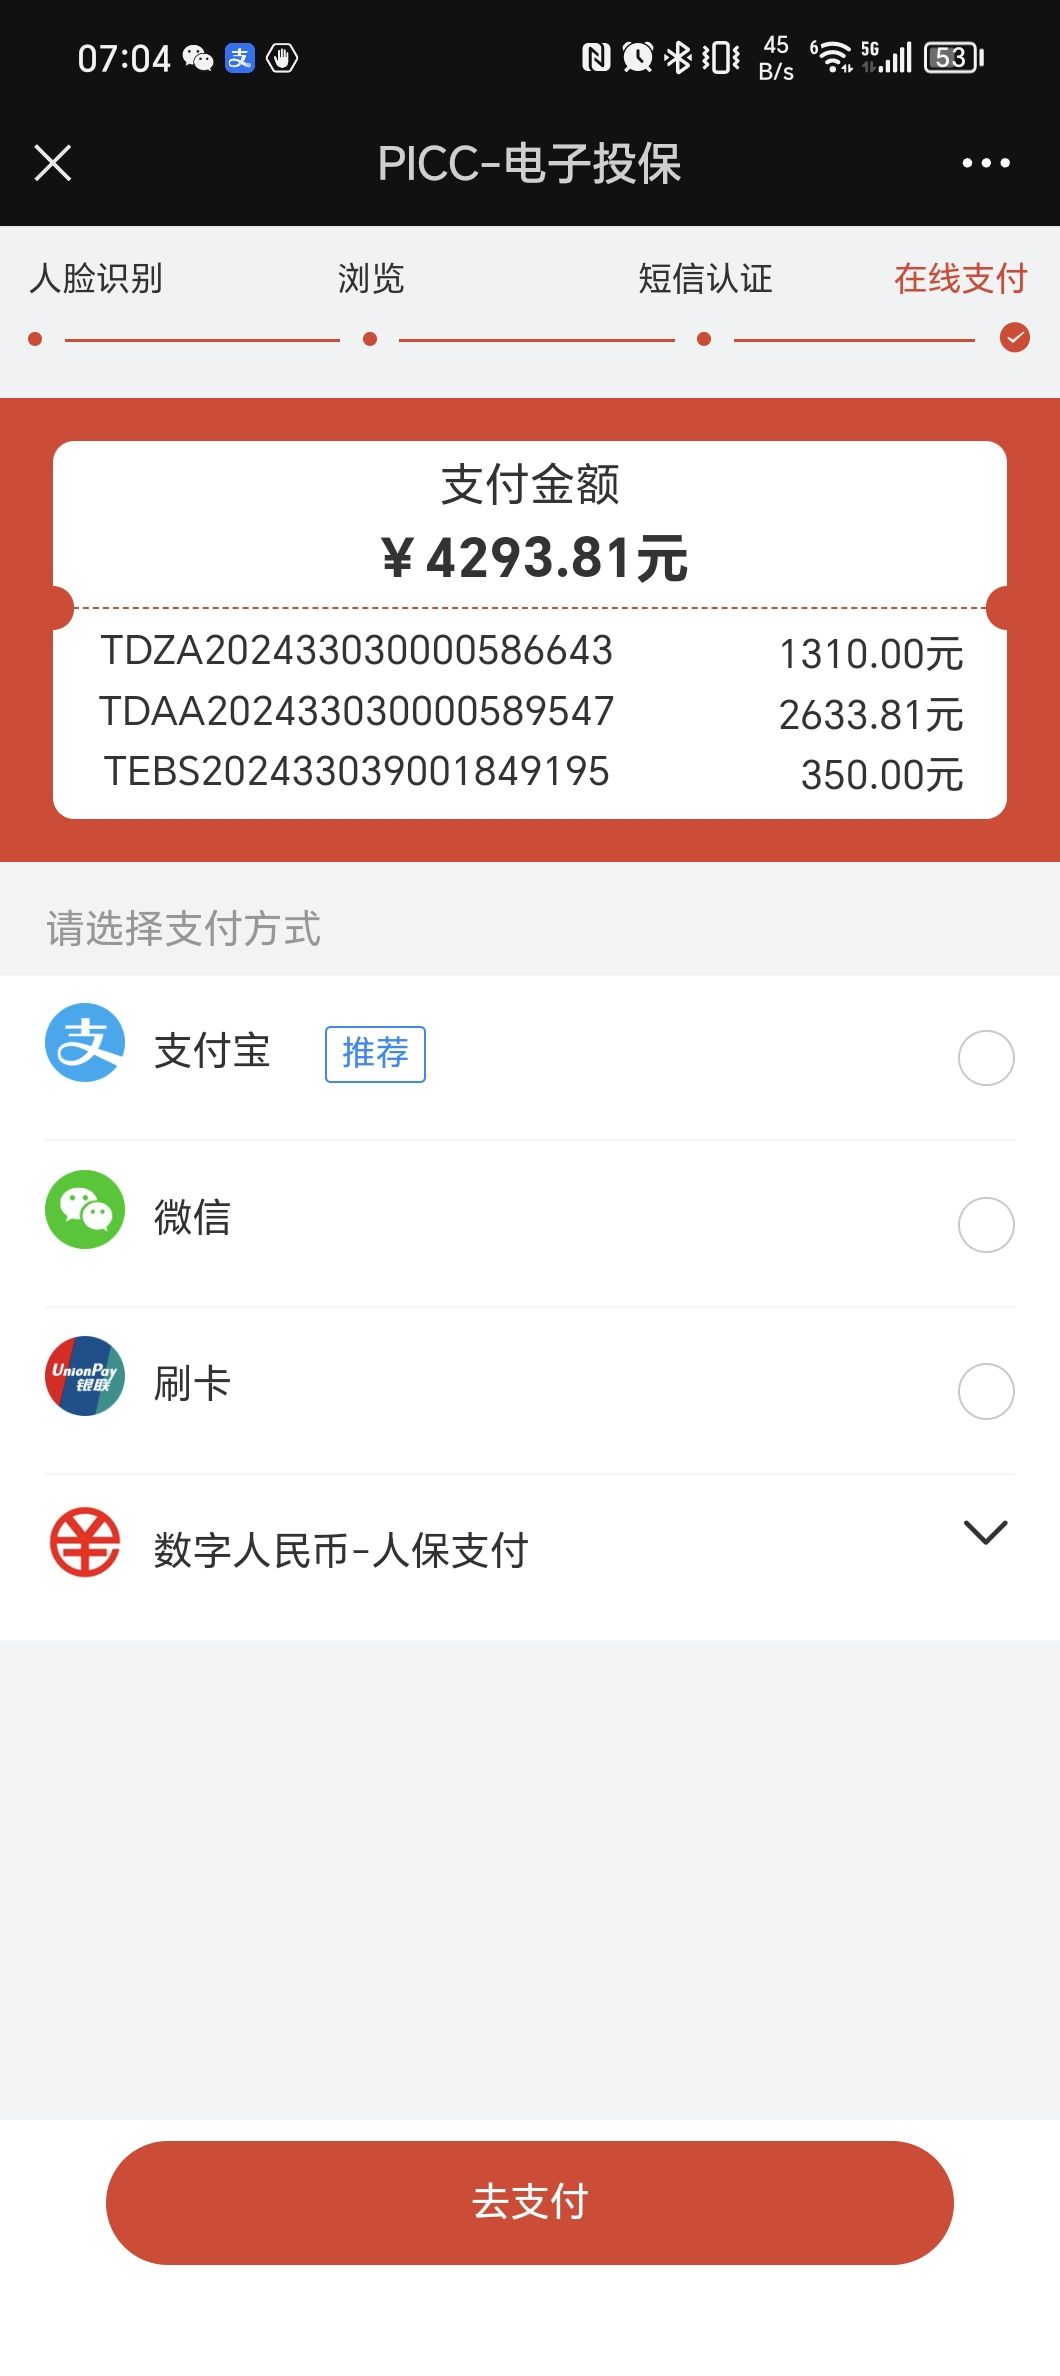 07:04 支 N 45 B/s 6 5G 53
PICC-电子投保
人脸识别 浏览 短信认证 在线支付
支付金额
￥4293.81元
TDZA202433030000586643 1310.00元
TDAA202433030000589547 2633.81元
TEBS202433039001849195 350.00元
请选择支付方式
支 支付宝 推荐
微信
UnionPay 银联 刷卡
数字人民币-人保支付
去支付